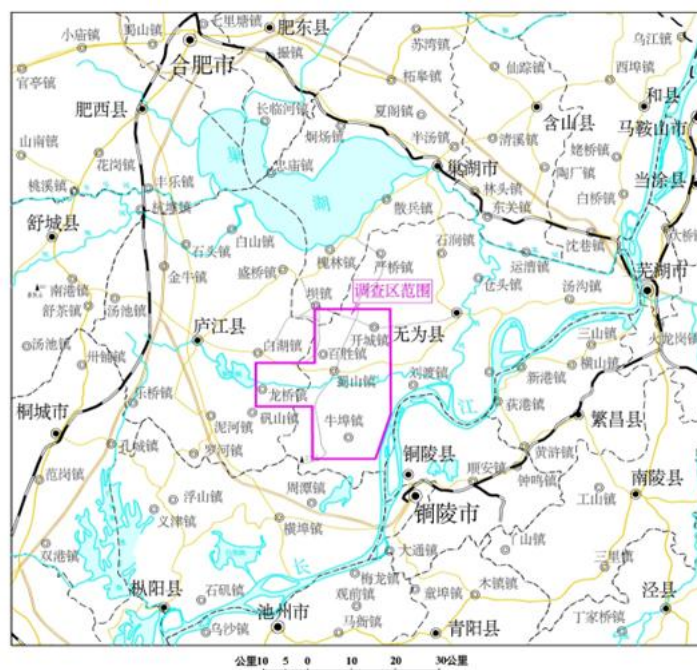 七里塘镇
肥东县
小庙镇
蜀山镇
合肥市
撮镇
苏湾镇
乌江镇
官亭镇
柘皋镇
仙踪镇
西埠镇
肥西县
长临河镇
夏阁镇
和县
含山县
马鞍山市
烔炀镇
半汤镇
清溪镇
山南镇
花岗镇
巢
忠庙镇
巢湖市
姥桥镇
陶厂镇
当涂县
桃溪镇
丰乐镇
林头镇
白桥镇
杭埠镇
湖
散兵镇
东关镇
舒城县
石头镇
白山镇
沈巷镇
槐林镇
严桥镇
石涧镇
运漕镇
金牛镇
盛桥镇
仓头镇
芜湖市
南港镇
汤池镇
坝镇
调查区范围
汤沟镇
舒茶镇
庐江县
开城镇
无为县
三山镇
火龙岗镇
汤池镇
白湖镇
百胜镇
蜀山镇
横山镇
新港镇
龙桥镇
刘渡镇
江
乐桥镇
荻港镇
桐城市
泥河镇
矾山镇
牛埠镇
繁昌县
孔城镇
罗河镇
铜陵县
黄浒镇
范岗镇
顺安镇
钟鸣镇
南陵县
周潭镇
浮山镇
铜陵市
工山镇
义津镇
横埠镇
双港镇
大通镇
长
三里镇
梅龙镇
枞阳县
石矶镇
观前镇
童埠镇
木镇镇
泾县
池州市
丁家桥镇
乌沙镇
马衙镇
青阳县
公里10 5 0 10 20 30公里